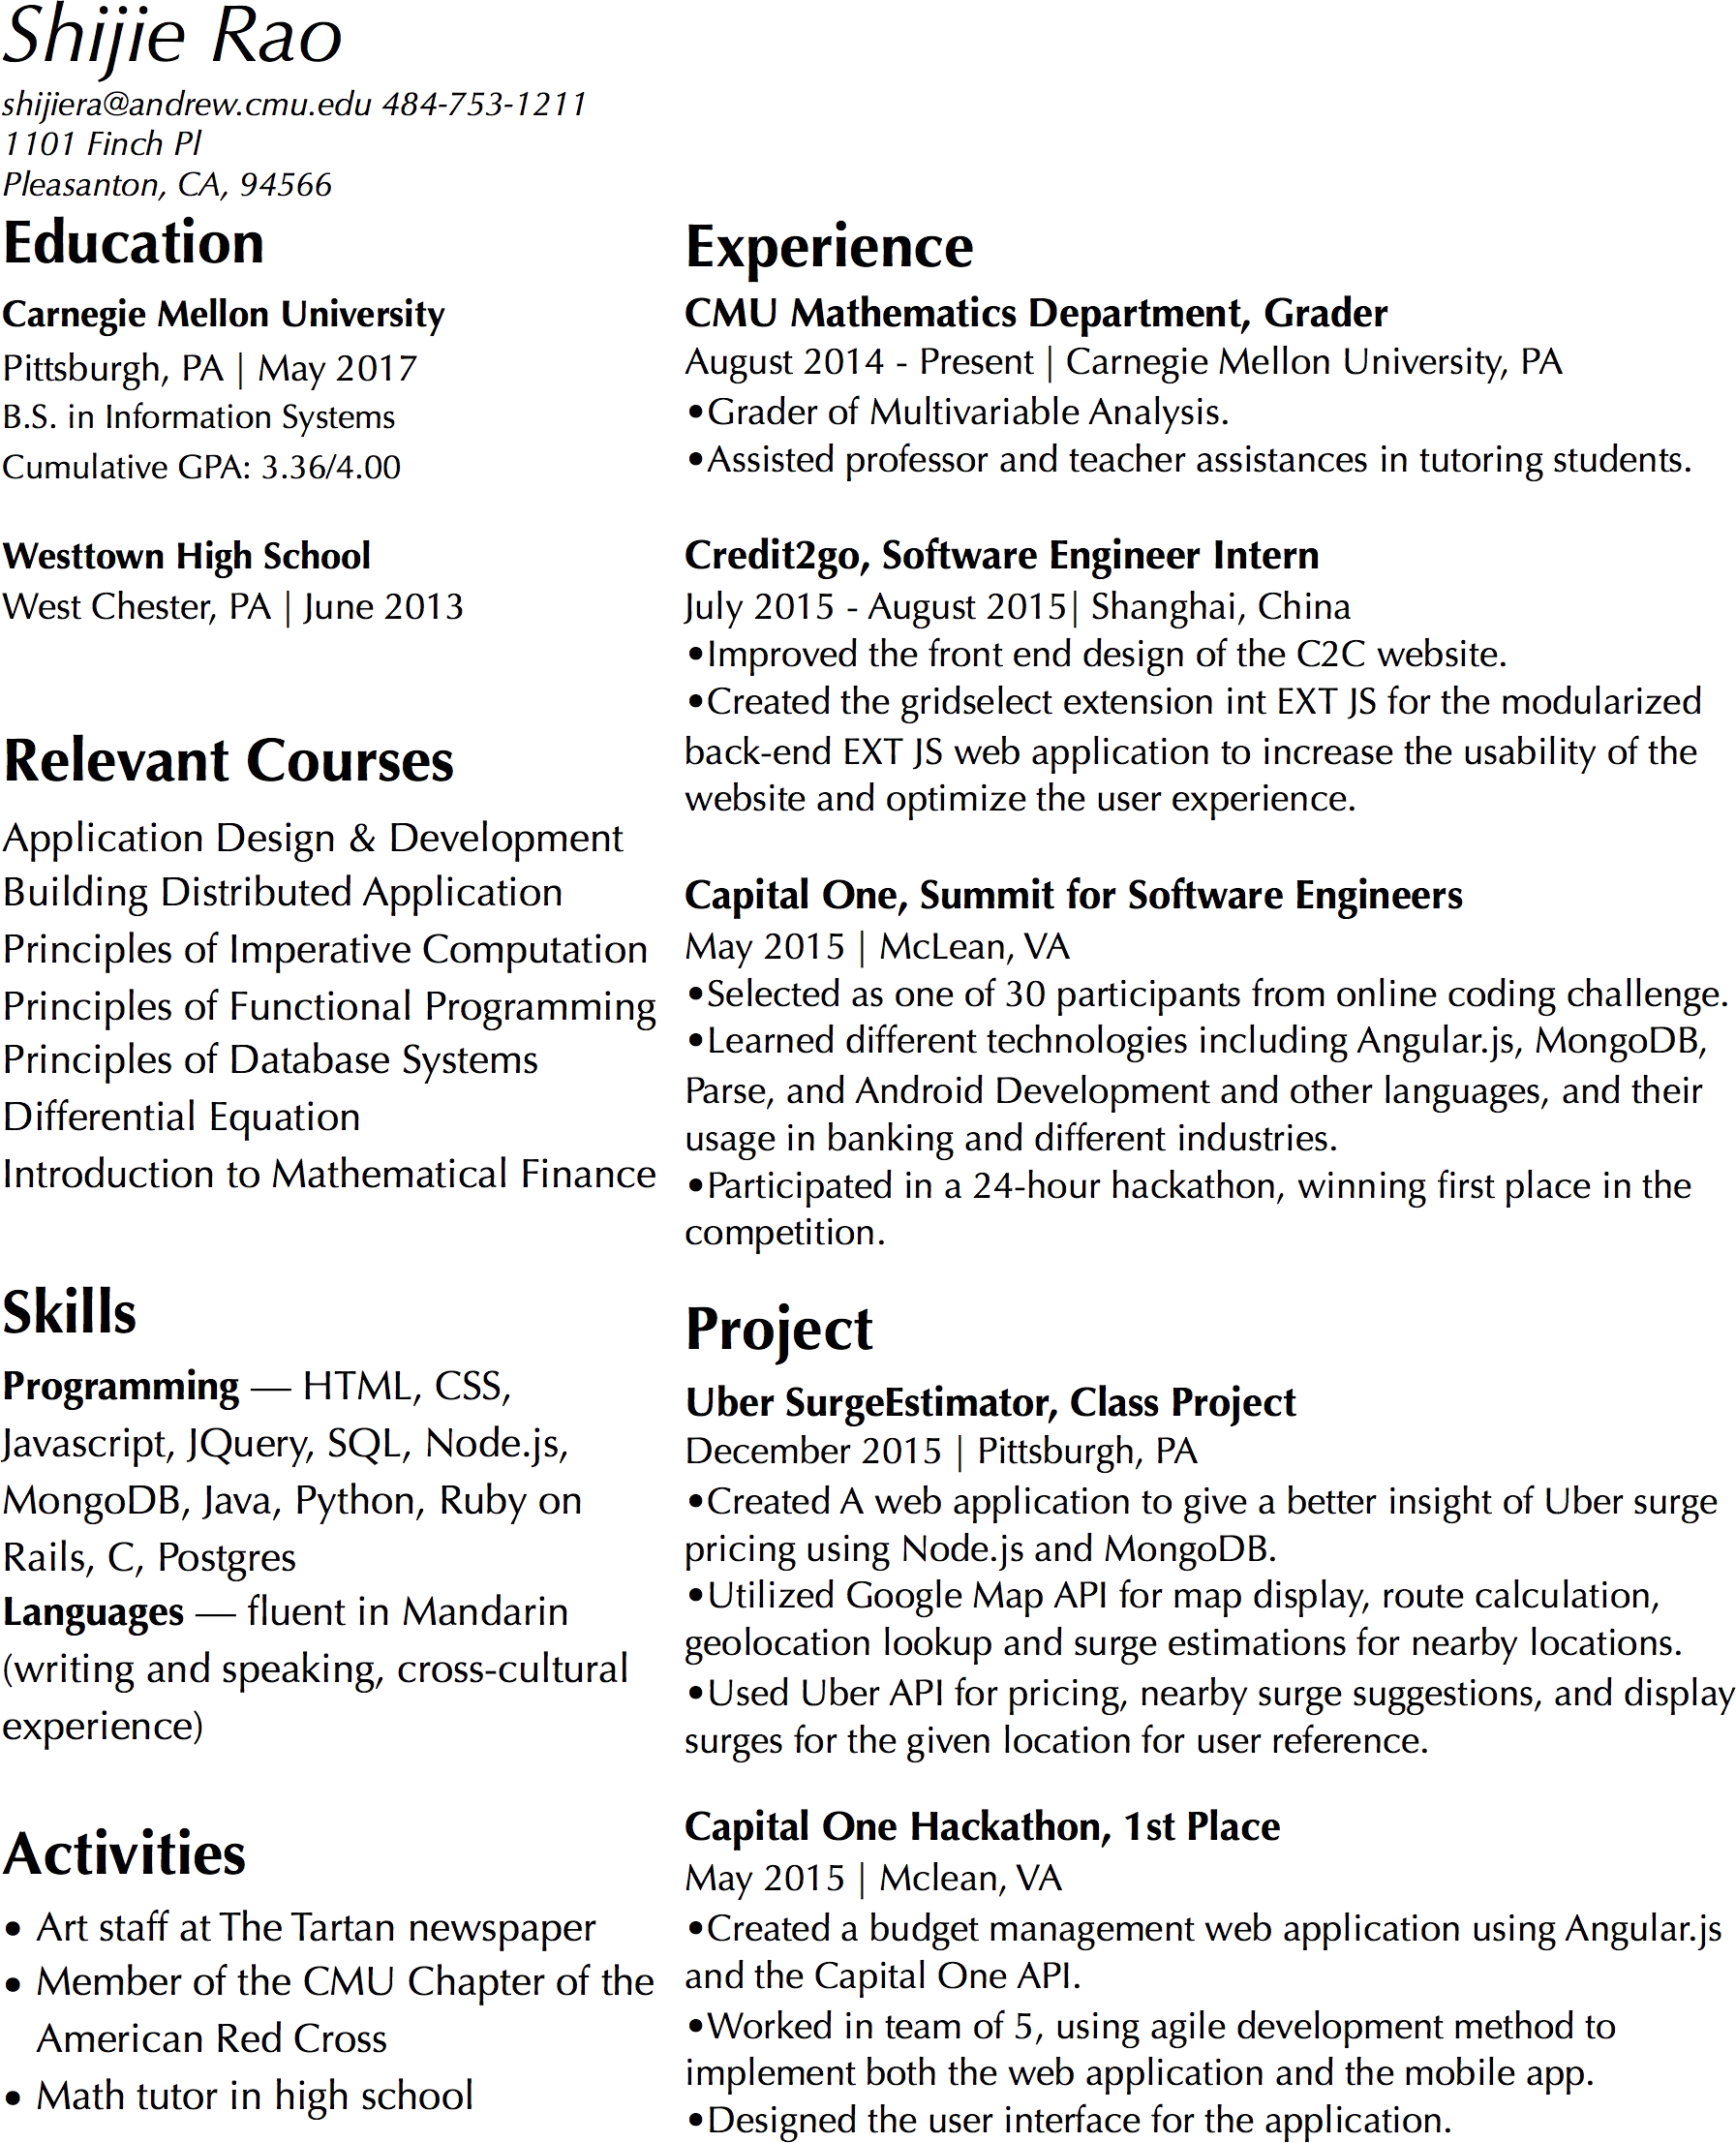 Shijie Rao
shijiera@andrew.cmu.edu 484-753-1211
1101 Finch Pl
Pleasanton, CA, 94566
Education
Carnegie Mellon University
Pittsburgh, PA | May 2017
B.S. in Information Systems
Cumulative GPA: 3.36/4.00
Westtown High School
West Chester, PA | June 2013
Relevant Courses
Application Design & Development
Building Distributed Application
Principles of Imperative Computation
Principles of Functional Programming
Principles of Database Systems
Differential Equation
Introduction to Mathematical Finance
Skills
Programming — HTML, CSS,
Javascript, JQuery, SQL, Node.js,
MongoDB, Java, Python, Ruby on
Rails, C, Postgres
Languages — fluent in Mandarin
(writing and speaking, cross-cultural
experience)
Activities
• Art staff at The Tartan newspaper
• Member of the CMU Chapter of the
American Red Cross
• Math tutor in high school
Experience
CMU Mathematics Department, Grader
August 2014 - Present | Carnegie Mellon University, PA
•Grader of Multivariable Analysis.
•Assisted professor and teacher assistances in tutoring students.
Credit2go, Software Engineer Intern
July 2015 - August 2015| Shanghai, China
•Improved the front end design of the C2C website.
•Created the gridselect extension int EXT JS for the modularized
back-end EXT JS web application to increase the usability of the
website and optimize the user experience.
Capital One, Summit for Software Engineers
May 2015 | McLean, VA
•Selected as one of 30 participants from online coding challenge.
•Learned different technologies including Angular.js, MongoDB,
Parse, and Android Development and other languages, and their
usage in banking and different industries.
•Participated in a 24-hour hackathon, winning first place in the
competition.
Project
Uber SurgeEstimator, Class Project
December 2015 | Pittsburgh, PA
•Created A web application to give a better insight of Uber surge
pricing using Node.js and MongoDB.
•Utilized Google Map API for map display, route calculation,
geolocation lookup and surge estimations for nearby locations.
•Used Uber API for pricing, nearby surge suggestions, and display
surges for the given location for user reference.
Capital One Hackathon, 1st Place
May 2015 | Mclean, VA
•Created a budget management web application using Angular.js
and the Capital One API.
•Worked in team of 5, using agile development method to
implement both the web application and the mobile app.
•Designed the user interface for the application.